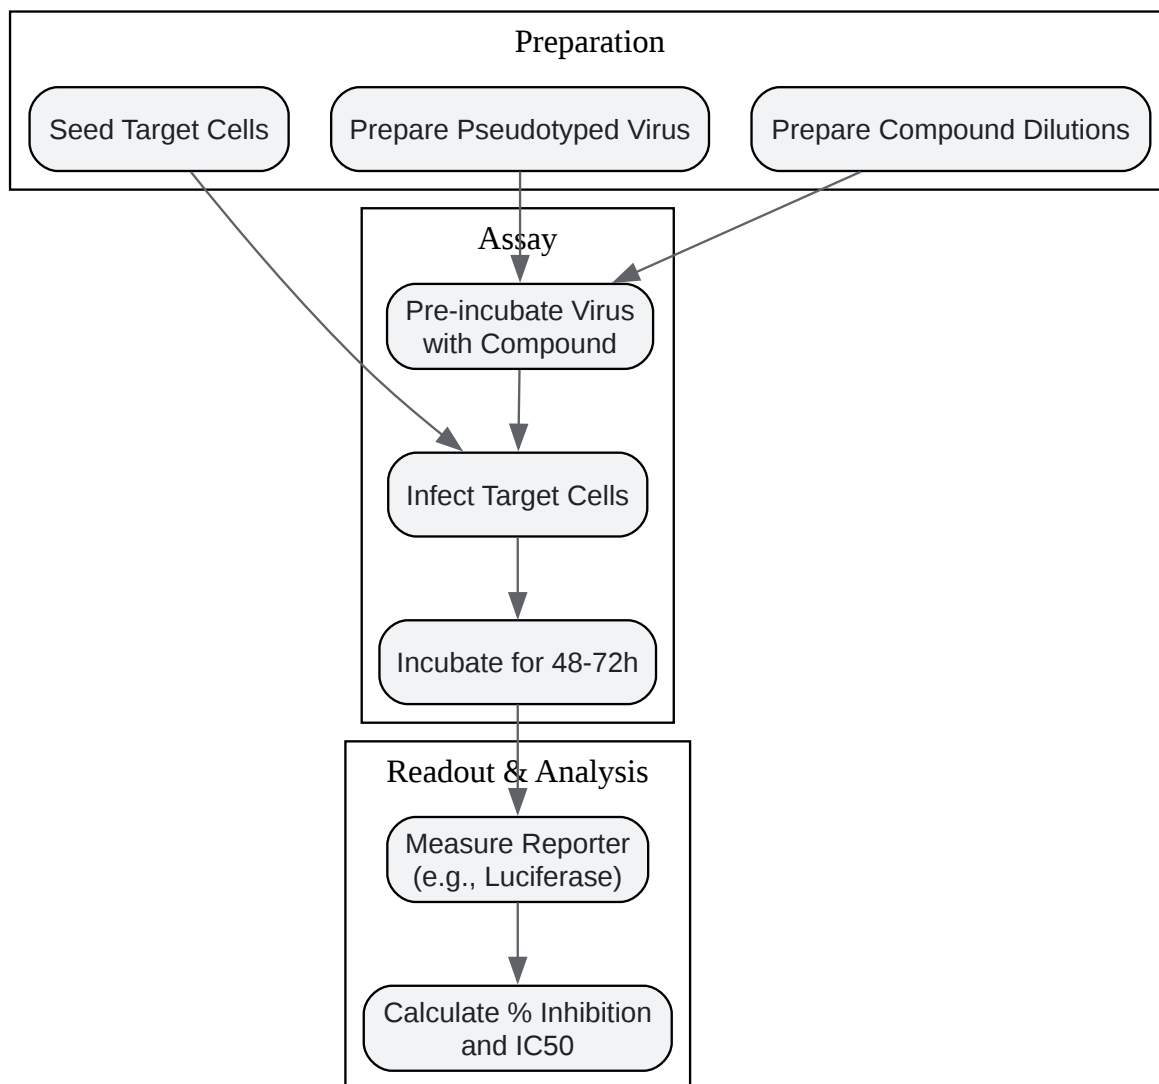 Preparation
Seed Target Cells
Prepare Pseudotyped Virus
Prepare Compound Dilutions
Assay
Pre-incubate Virus
with Compound
Infect Target Cells
Incubate for 48-72h
Readout & Analysis
Measure Reporter
(e.g., Luciferase)
Calculate % Inhibition
and IC50